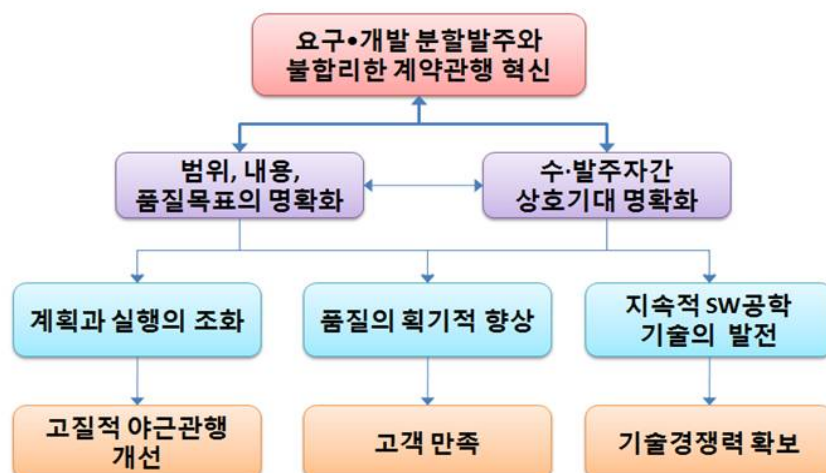 요구•개발 분할발주와
불합리한 계약관행 혁신
범위, 내용,
품질목표의 명확화
수·발주자간
상호기대 명확화
계획과 실행의 조화
품질의 획기적 향상
지속적 SW공학
기술의 발전
고질적 야근관행
개선
고객 만족
기술경쟁력 확보